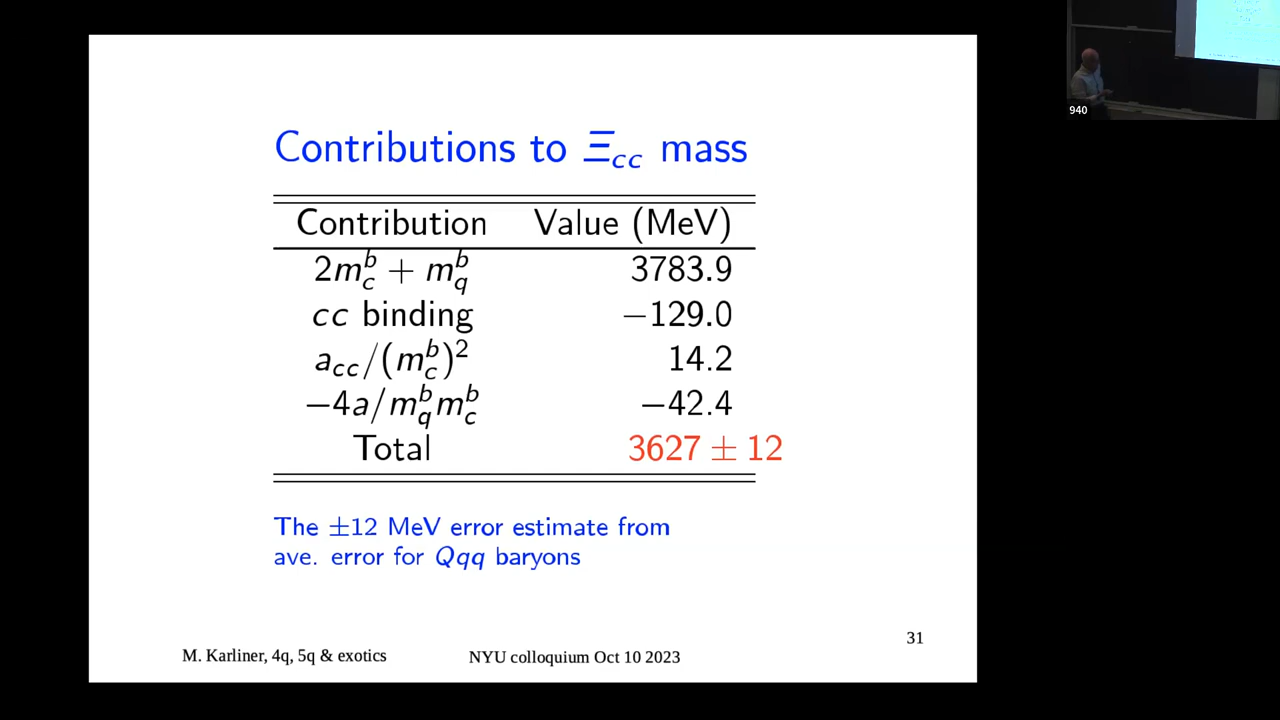 Contributions to Ξcc mass
Contribution Value (MeV)
2m_c^b + m_q^b 3783.9
cc binding −129.0
a_cc/(m_c^b)^2 14.2
−4a/m_q^b m_c^b −42.4
Total 3627 ± 12
The ±12 MeV error estimate from
ave. error for Qqq baryons
31
M. Karliner, 4q, 5q & exotics NYU colloquium Oct 10 2023
940